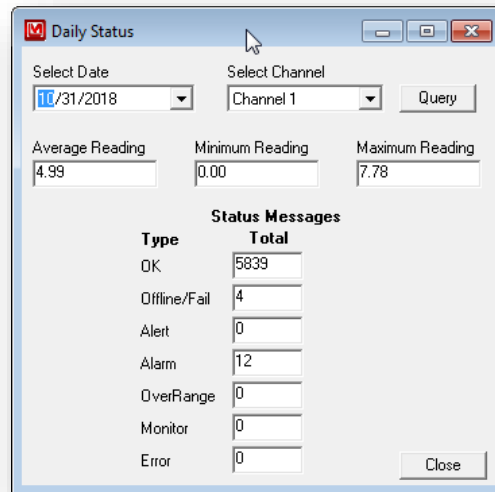 M Daily Status
Select Date Select Channel
10/31/2018 Channel 1 Query
Average Reading Minimum Reading Maximum Reading
4.99 0.00 7.78
Status Messages
Type Total
OK 5839
Offline/Fail 4
Alert 0
Alarm 12
OverRange 0
Monitor 0
Error 0
Close